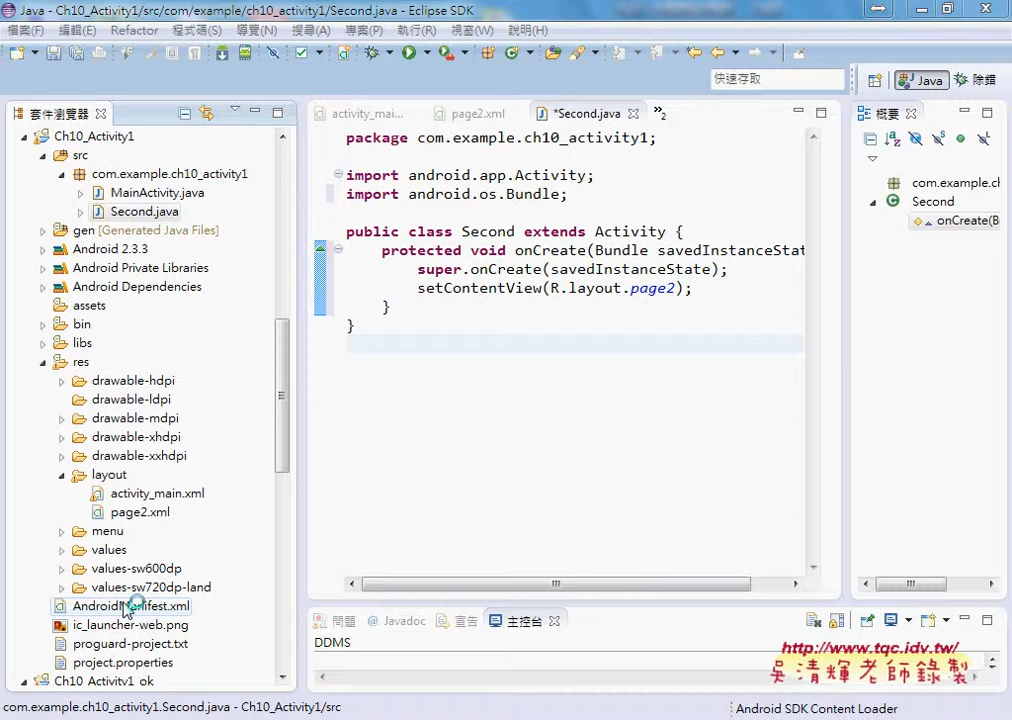 Java - Ch10_Activity1/src/com/example/ch10_activity1/Second.java - Eclipse SDK
檔案(F) 編輯(E) Refactor 程式碼(S) 導覽(N) 搜尋(A) 專案(P) 執行(R) 視窗(W) 說明(H)
快速存取
Java
除錯
套件瀏覽器
activity_mai...
page2.xml
*Second.java
»2
概要
Ch10_Activity1
src
com.example.ch10_activity1
MainActivity.java
Second.java
gen [Generated Java Files]
Android 2.3.3
Android Private Libraries
Android Dependencies
assets
bin
libs
res
drawable-hdpi
drawable-ldpi
drawable-mdpi
drawable-xhdpi
drawable-xxhdpi
layout
activity_main.xml
page2.xml
menu
values
values-sw600dp
values-sw720dp-land
ic_launcher-web.png
proguard-project.txt
project.properties
Ch10_Activity1_ok
package com.example.ch10_activity1;
import android.app.Activity;
import android.os.Bundle;
public class Second extends Activity {
protected void onCreate(Bundle savedInstanceStat
super.onCreate(savedInstanceState);
setContentView(R.layout.page2);
}
}
com.example.ch
Second
onCreate(B
問題 @ Javadoc 宣告 主控台
DDMS
http://www.tqc.idv.tw/
吳清輝老師錄製
com.example.ch10_activity1.Second.java - Ch10_Activity1/src
Android SDK Content Loader